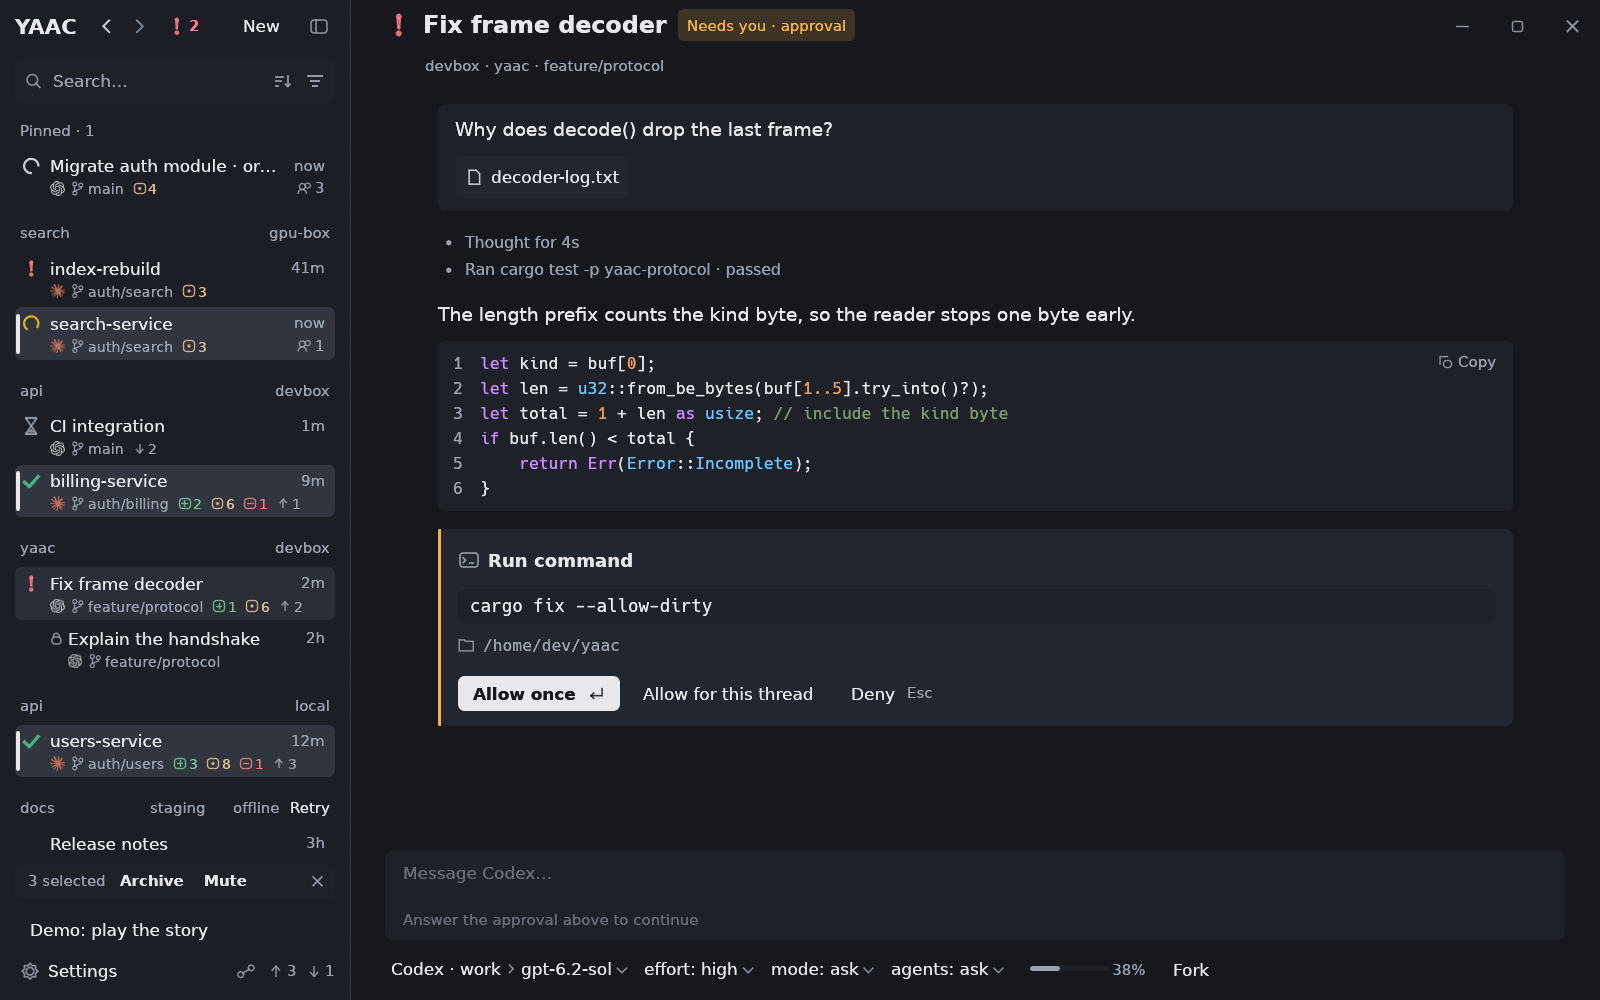 YAAC 2 New
Search...
Pinned · 1
Migrate auth module · or... now
main 4 3
search gpu-box
index-rebuild 41m
auth/search 3
search-service now
auth/search 3 1
api devbox
CI integration 1m
main ↓2
billing-service 9m
auth/billing 2 6 1 ↑1
yaac devbox
Fix frame decoder 2m
feature/protocol 1 6 ↑2
Explain the handshake 2h
feature/protocol
api local
users-service 12m
auth/users 3 8 1 ↑3
docs staging offline Retry
Release notes 3h
3 selected Archive Mute
Demo: play the story
Settings ↑3 ↓1
Fix frame decoder Needs you · approval
devbox · yaac · feature/protocol
Why does decode() drop the last frame?
decoder-log.txt
• Thought for 4s
• Ran cargo test -p yaac-protocol · passed
The length prefix counts the kind byte, so the reader stops one byte early.
Copy
1 let kind = buf[0];
2 let len = u32::from_be_bytes(buf[1..5].try_into()?);
3 let total = 1 + len as usize; // include the kind byte
4 if buf.len() < total {
5     return Err(Error::Incomplete);
6 }
Run command
cargo fix --allow-dirty
/home/dev/yaac
Allow once Allow for this thread Deny Esc
Message Codex...
Answer the approval above to continue
Codex · work gpt-6.2-sol effort: high mode: ask agents: ask 38% Fork